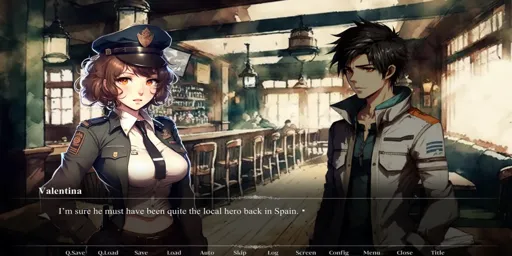 Valentina
I'm sure he must have been quite the local hero back in Spain.
Q.Save Q.Load Save Load Auto Skip Log Screen Config Menu Close Title